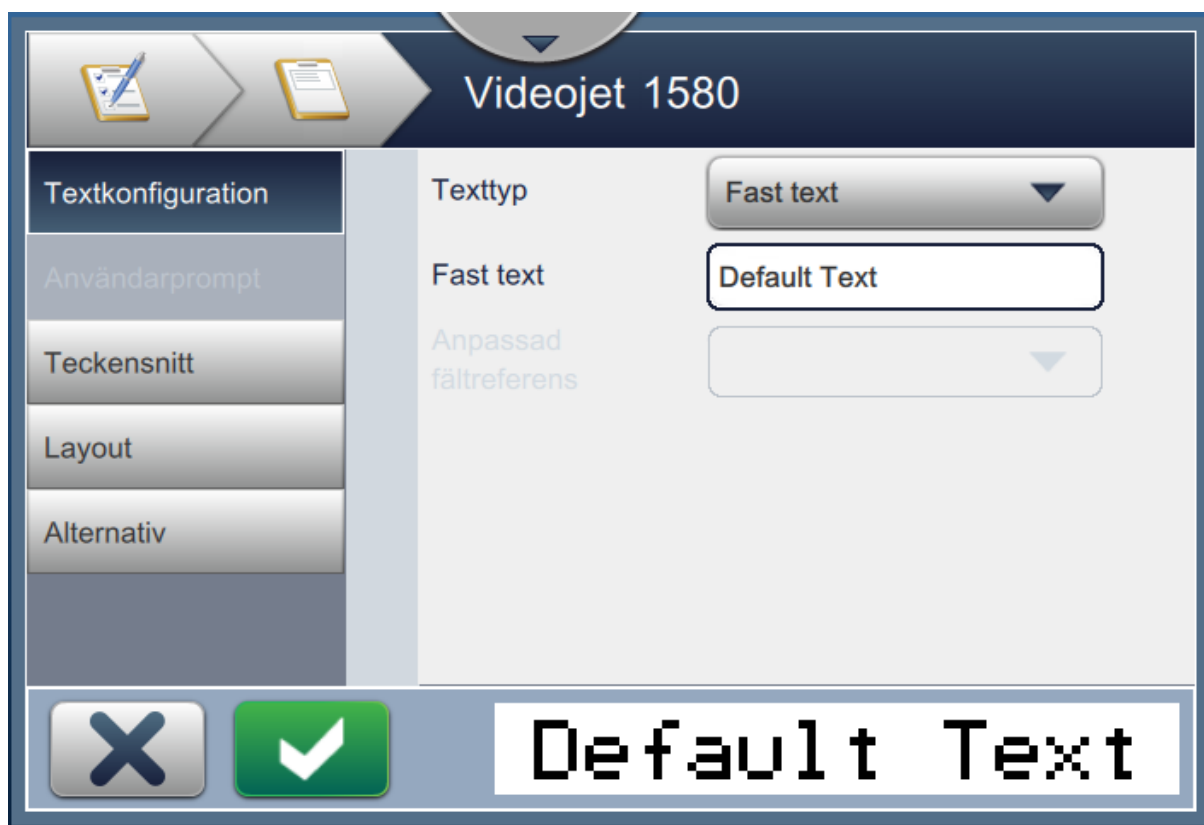 Videojet 1580
Textkonfiguration
Användarprompt
Teckensnitt
Layout
Alternativ
Texttyp
Fast text
Fast text
Default Text
Anpassad
fältreferens
Default Text